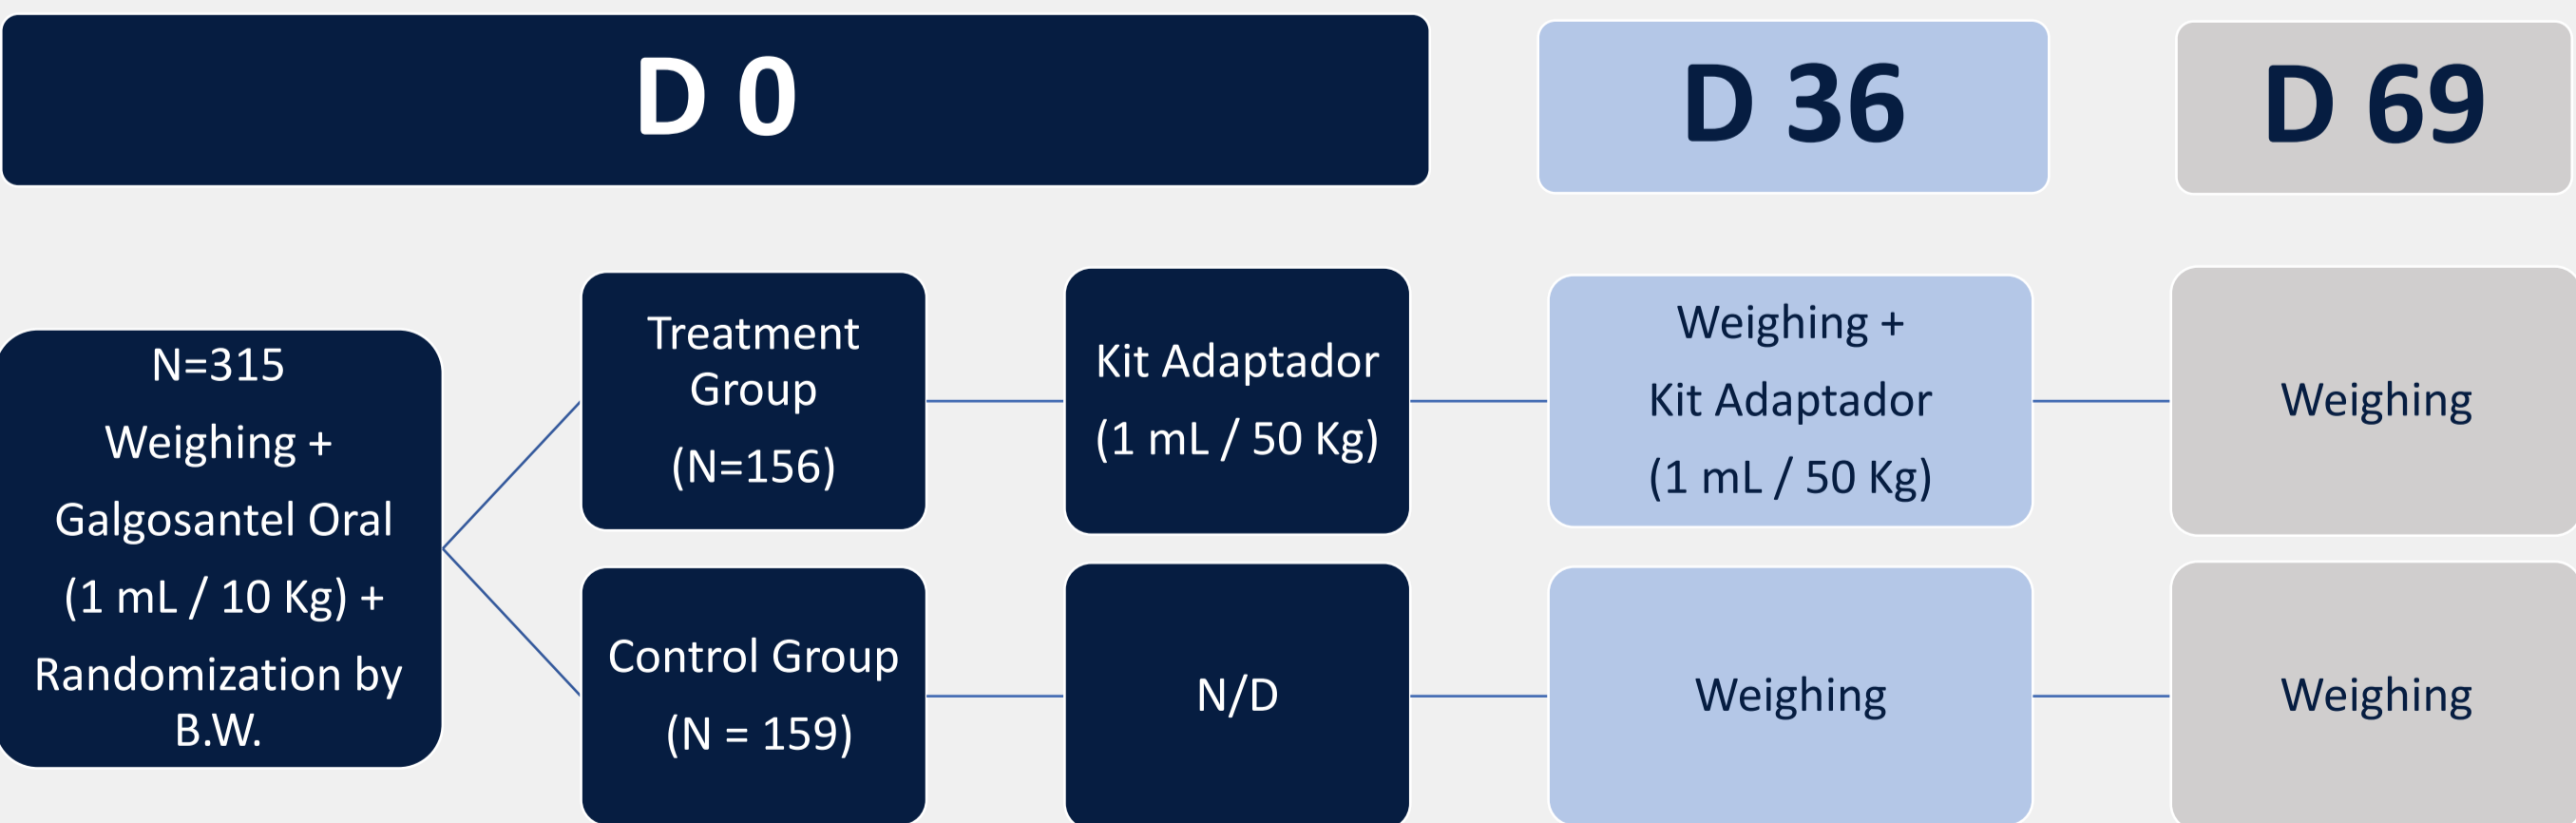 D 0
D 36
D 69
N=315
Weighing +
Galgosantel Oral
(1 mL / 10 Kg) +
Randomization by
B.W.
Treatment
Group
(N=156)
Kit Adaptador
(1 mL / 50 Kg)
Weighing +
Kit Adaptador
(1 mL / 50 Kg)
Weighing
Control Group
(N = 159)
N/D
Weighing
Weighing